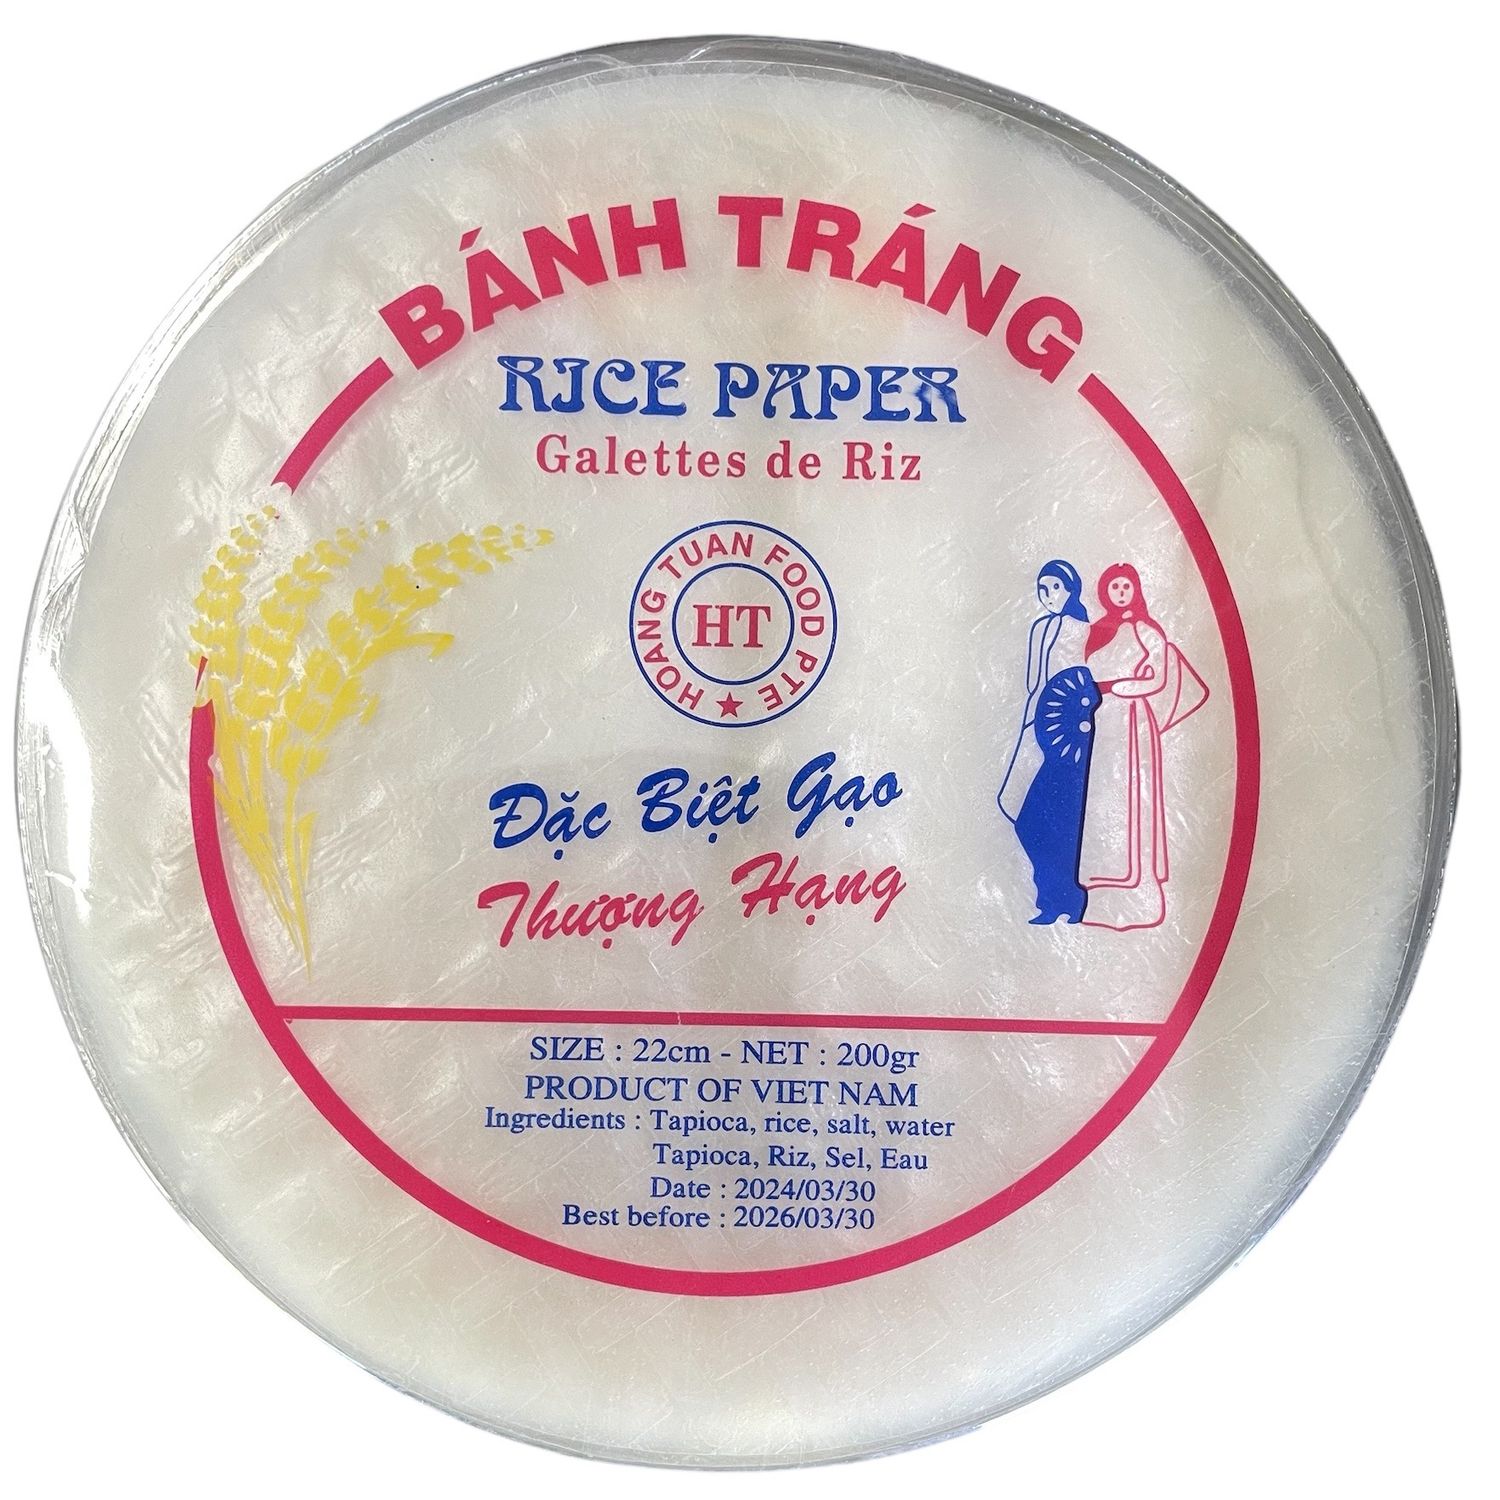 BÁNH TRÁNG
RICE PAPER
Galettes de Riz
HOANG TUAN FOOD PTE ★
HT
Đặc Biệt Gạo
Thượng Hạng
SIZE : 22cm - NET : 200gr
PRODUCT OF VIET NAM
Ingredients : Tapioca, rice, salt, water
Tapioca, Riz, Sel, Eau
Date : 2024/03/30
Best before : 2026/03/30